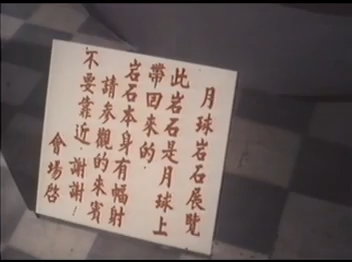 月球岩石展覽
此岩石是月球上
帶回來的
岩石本身有幅射
請參觀的來賓
不要靠近謝謝!
會場啓